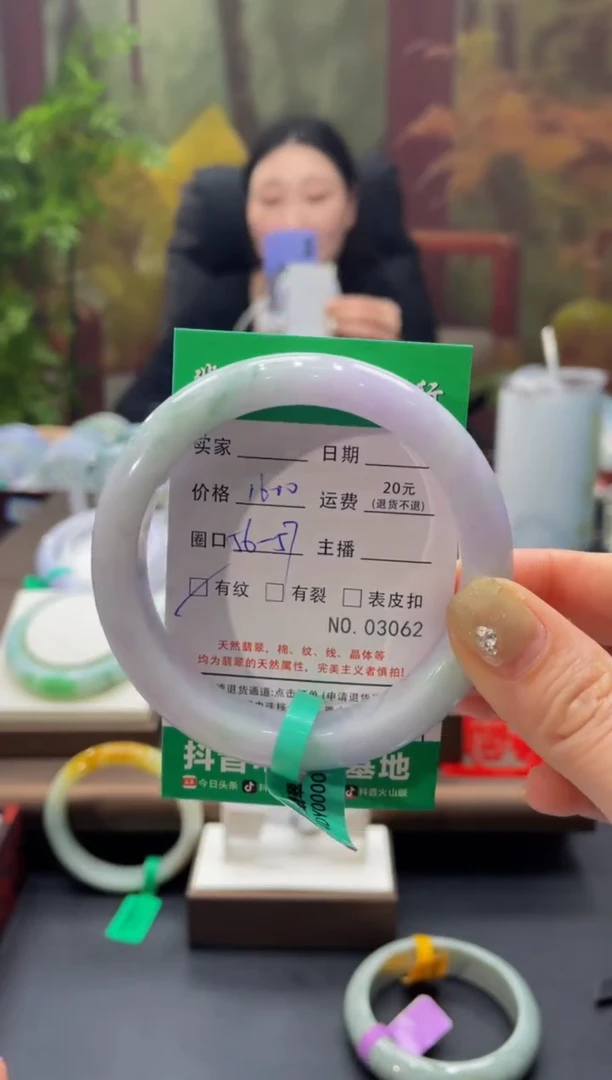 卖家 日期
价格 1600 运费 20元
(退货不退)
圈口 56-57 主播
有纹 有裂 表皮扣
NO. 03062
天然翡翠，棉、纹、线、晶体等
均为翡翠的天然属性，完美主义者慎拍!
抖音 基地
今日头条 抖 抖音火山版